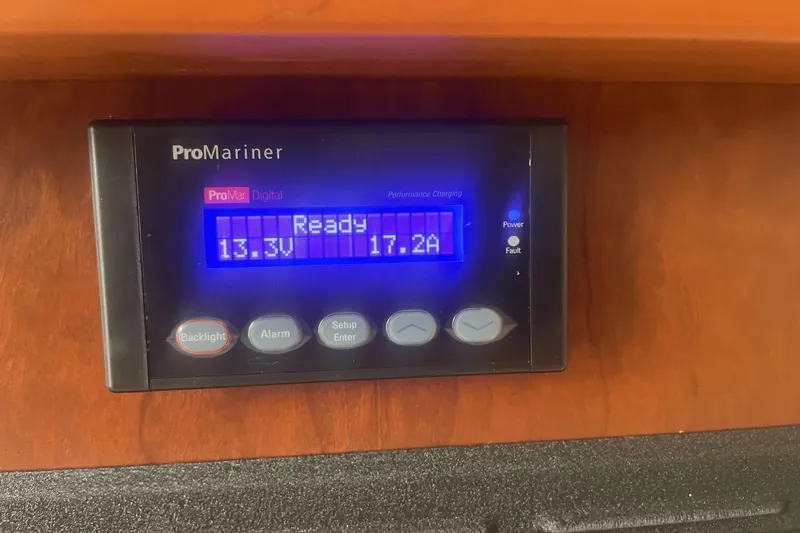 ProMariner
ProMar Digital
Performance Charging
Ready
13.3V 17.2A
Power
Fault
Backlight
Alarm
Setup
Enter